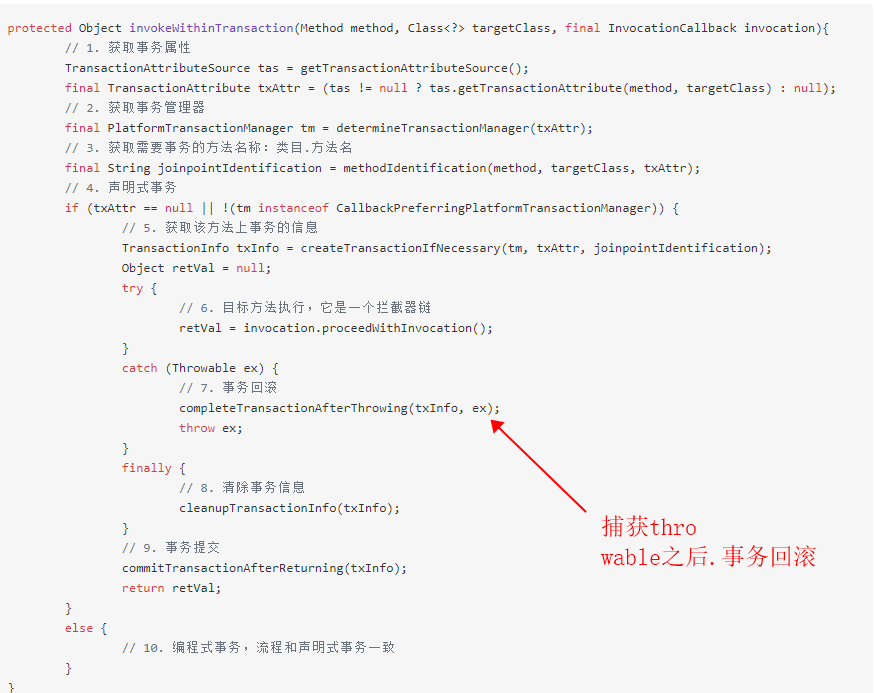 protected Object invokeWithinTransaction(Method method, Class<?> targetClass, final InvocationCallback invocation){
// 1. 获取事务属性
TransactionAttributeSource tas = getTransactionAttributeSource();
final TransactionAttribute txAttr = (tas != null ? tas.getTransactionAttribute(method, targetClass) : null);
// 2. 获取事务管理器
final PlatformTransactionManager tm = determineTransactionManager(txAttr);
// 3. 获取需要事务的方法名称：类目.方法名
final String joinpointIdentification = methodIdentification(method, targetClass, txAttr);
// 4. 声明式事务
if (txAttr == null || !(tm instanceof CallbackPreferringPlatformTransactionManager)) {
// 5. 获取该方法上事务的信息
TransactionInfo txInfo = createTransactionIfNecessary(tm, txAttr, joinpointIdentification);
Object retVal = null;
try {
// 6. 目标方法执行，它是一个拦截器链
retVal = invocation.proceedWithInvocation();
}
catch (Throwable ex) {
// 7. 事务回滚
completeTransactionAfterThrowing(txInfo, ex);
throw ex;
}
finally {
// 8. 清除事务信息
cleanupTransactionInfo(txInfo);
}
// 9. 事务提交
commitTransactionAfterReturning(txInfo);
return retVal;
}
else {
// 10. 编程式事务，流程和声明式事务一致
}
}
捕获thro
wable之后.事务回滚